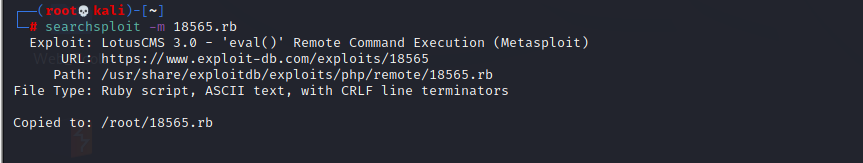 (root💀kali)-[~]
# searchsploit -m 18565.rb
Exploit: LotusCMS 3.0 - 'eval()' Remote Command Execution (Metasploit)
URL: https://www.exploit-db.com/exploits/18565
Path: /usr/share/exploitdb/exploits/php/remote/18565.rb
File Type: Ruby script, ASCII text, with CRLF line terminators
Copied to: /root/18565.rb